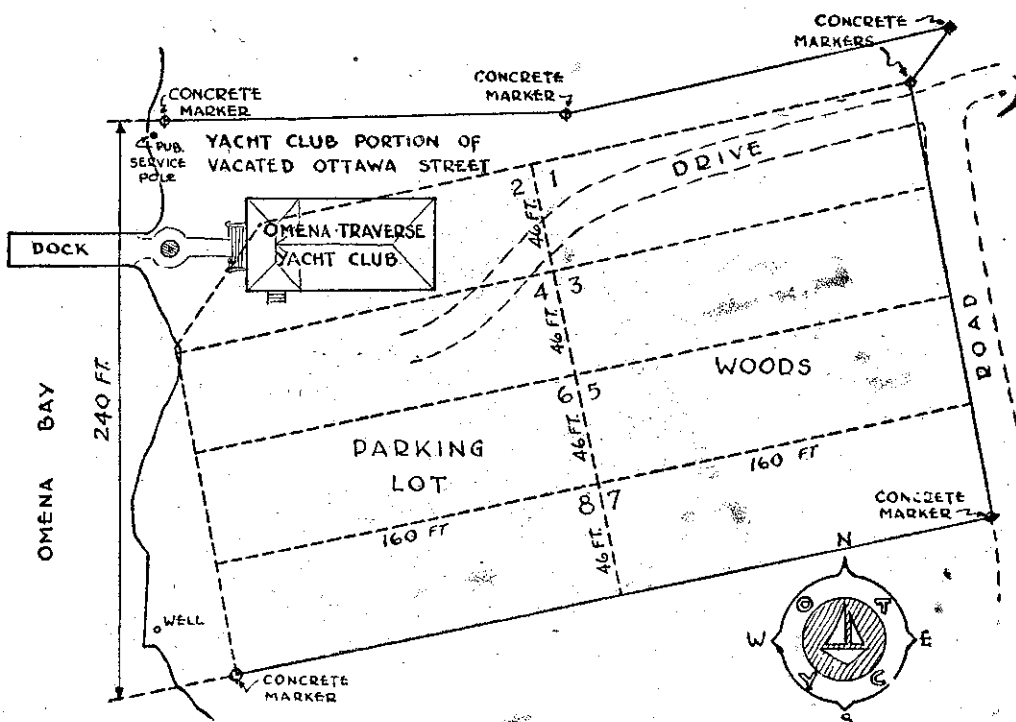 CONCRETE
MARKERS
CONCRETE
MARKER
CONCRETE
MARKER
PUB.
SERVICE
POLE
YACHT CLUB PORTION OF
VACATED OTTAWA STREET
DRIVE
2 1
46 FT.
DOCK
OMENA TRAVERSE
YACHT CLUB
4 3
46 FT.
ROAD
WOODS
240 FT.
OMENA BAY
6 5
46 FT.
PARKING
LOT
160 FT
160 FT
8 7
46 FT.
CONCRETE
MARKER
WELL
CONCRETE
MARKER
N
O T
W E
Y C
S